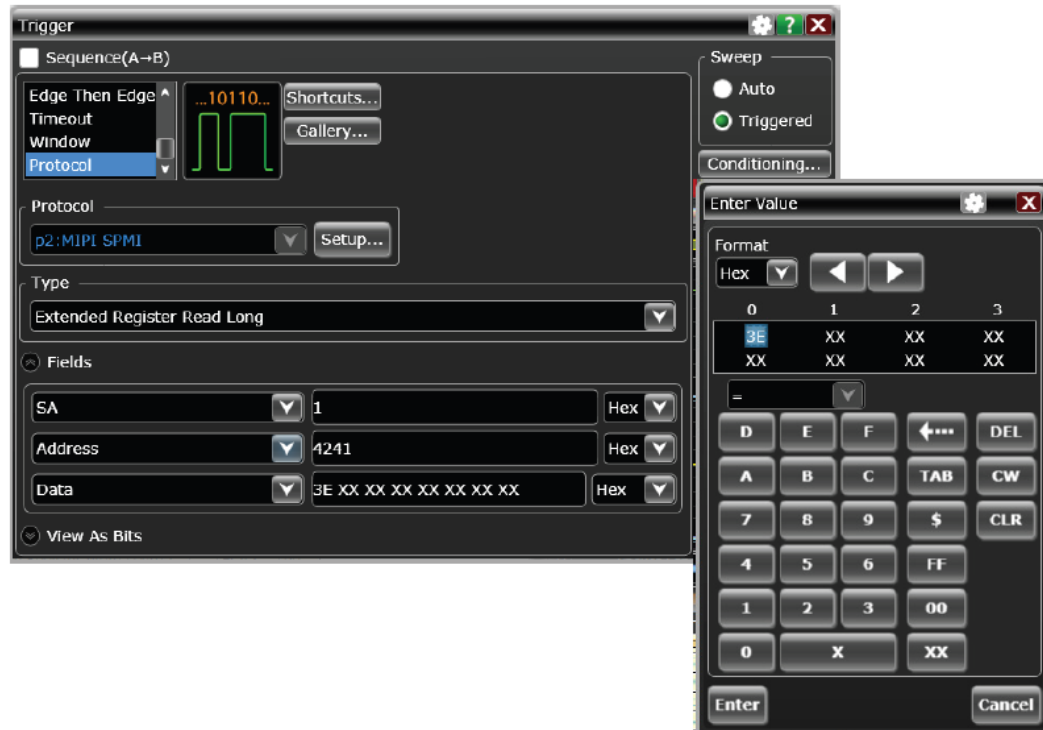 Trigger
?
X
Sequence(A→B)
Edge Then Edge
Timeout
Window
Protocol
...10110...
Shortcuts...
Gallery...
Sweep
Auto
Triggered
Conditioning...
Protocol
p2:MIPI SPMI
Setup...
Type
Extended Register Read Long
Fields
SA
1
Hex
Address
4241
Hex
Data
3E XX XX XX XX XX XX XX
Hex
View As Bits
Enter Value
X
Format
Hex
0 1 2 3
3E XX XX XX
XX XX XX XX
=
D E F ←---- DEL
A B C TAB CW
7 8 9 $ CLR
4 5 6 FF
1 2 3 00
0 X XX
Enter
Cancel